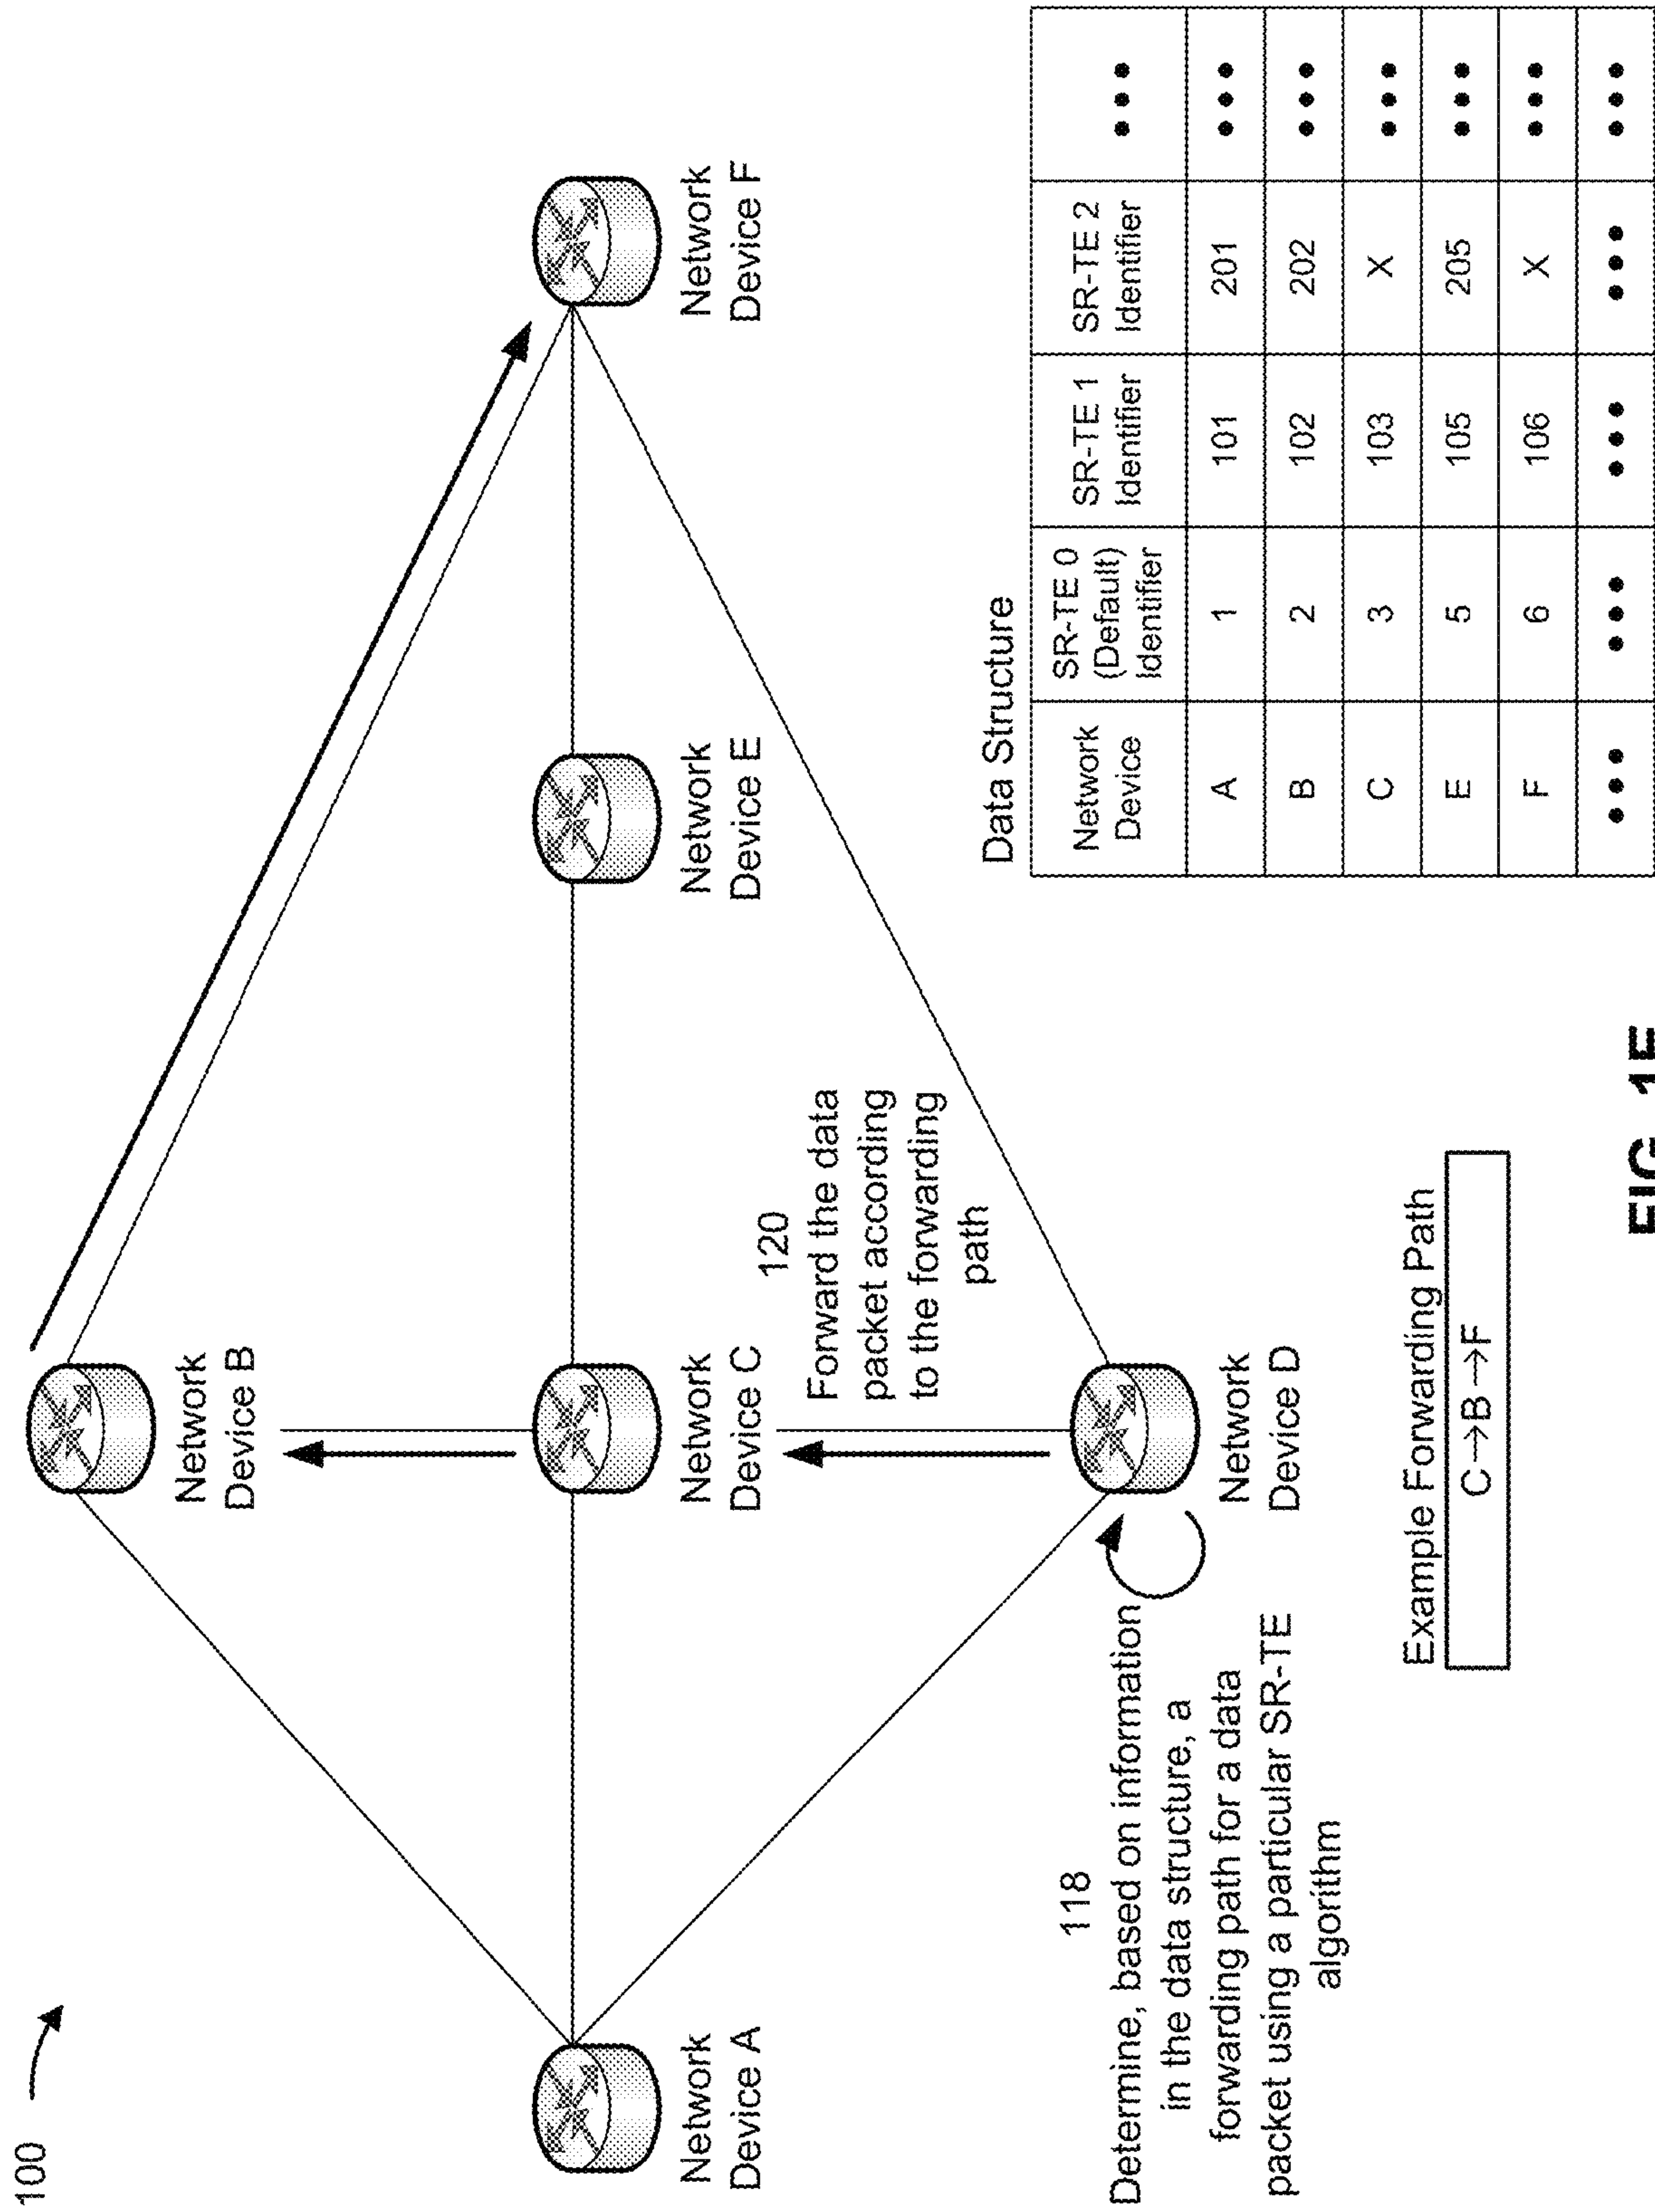 100
Network
Device B
Network
Device A
Network
Device C
Network
Device E
Network
Device F
120
Forward the data
packet according
to the forwarding
path
118
Determine, based on information
in the data structure, a
forwarding path for a data
packet using a particular SR-TE
algorithm
Network
Device D
Example Forwarding Path
C→B→F
Data Structure
Network Device SR-TE 0 (Default) Identifier SR-TE 1 Identifier SR-TE 2 Identifier •••
A 1 101 201 •••
B 2 102 202 •••
C 3 103 X •••
E 5 105 205 •••
F 6 106 X •••
••• ••• ••• ••• •••
FIG.